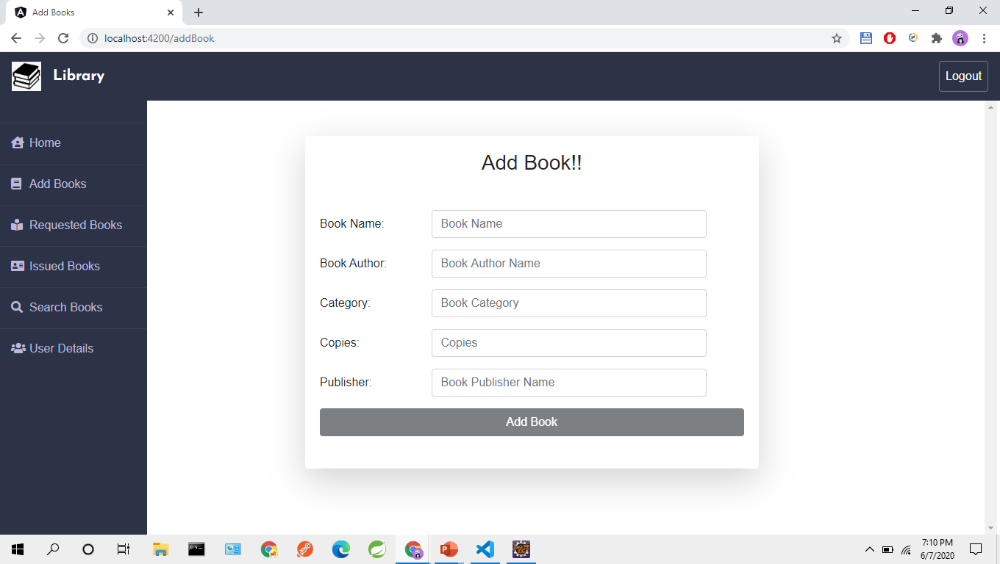 Add Books
localhost:4200/addBook
Library
Logout
Home
Add Books
Requested Books
Issued Books
Search Books
User Details
Add Book!!
Book Name:
Book Name
Book Author:
Book Author Name
Category:
Book Category
Copies:
Copies
Publisher:
Book Publisher Name
Add Book
7:10 PM
6/7/2020